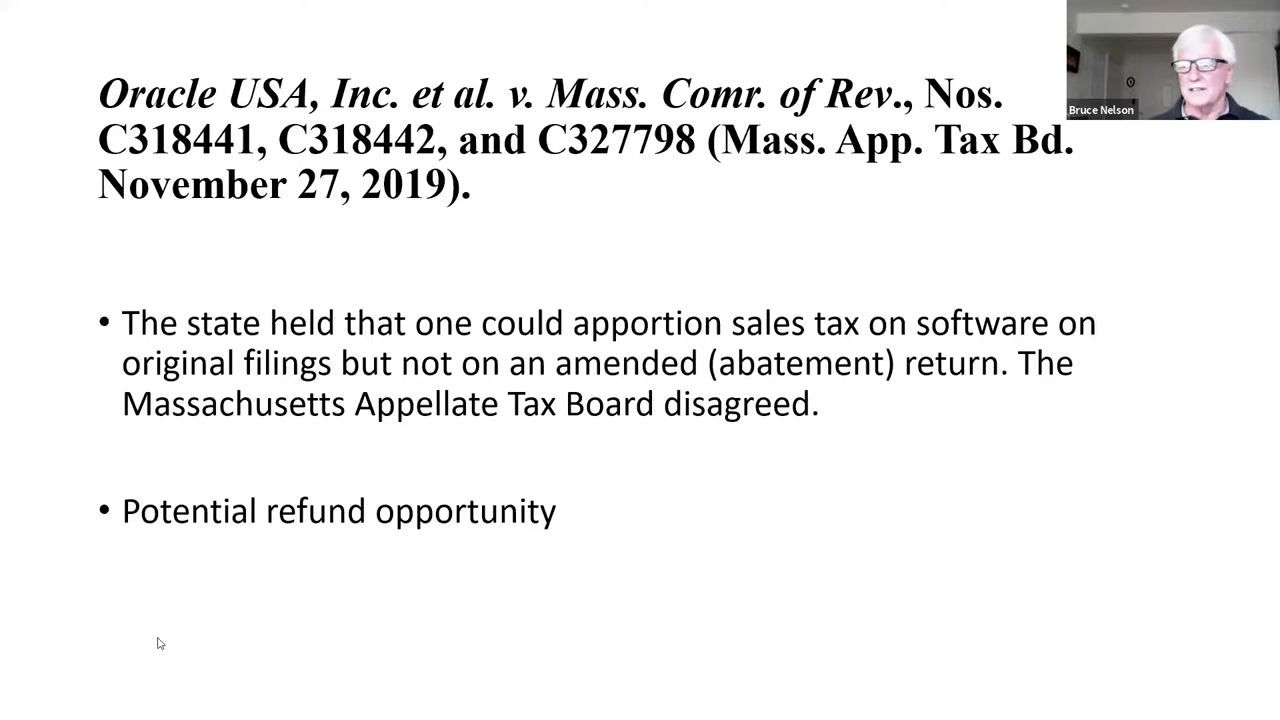 Oracle USA, Inc. et al. v. Mass. Comr. of Rev., Nos.
C318441, C318442, and C327798 (Mass. App. Tax Bd.
November 27, 2019).
Bruce Nelson
• The state held that one could apportion sales tax on software on
original filings but not on an amended (abatement) return. The
Massachusetts Appellate Tax Board disagreed.
• Potential refund opportunity